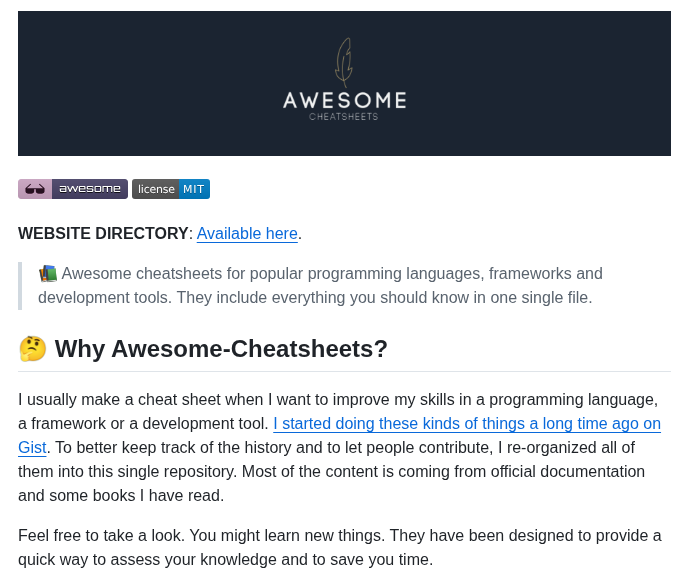 AWESOME
CHEATSHEETS
awesome license MIT
WEBSITE DIRECTORY: Available here.
Awesome cheatsheets for popular programming languages, frameworks and
development tools. They include everything you should know in one single file.
Why Awesome-Cheatsheets?
I usually make a cheat sheet when I want to improve my skills in a programming language,
a framework or a development tool. I started doing these kinds of things a long time ago on
Gist. To better keep track of the history and to let people contribute, I re-organized all of
them into this single repository. Most of the content is coming from official documentation
and some books I have read.
Feel free to take a look. You might learn new things. They have been designed to provide a
quick way to assess your knowledge and to save you time.